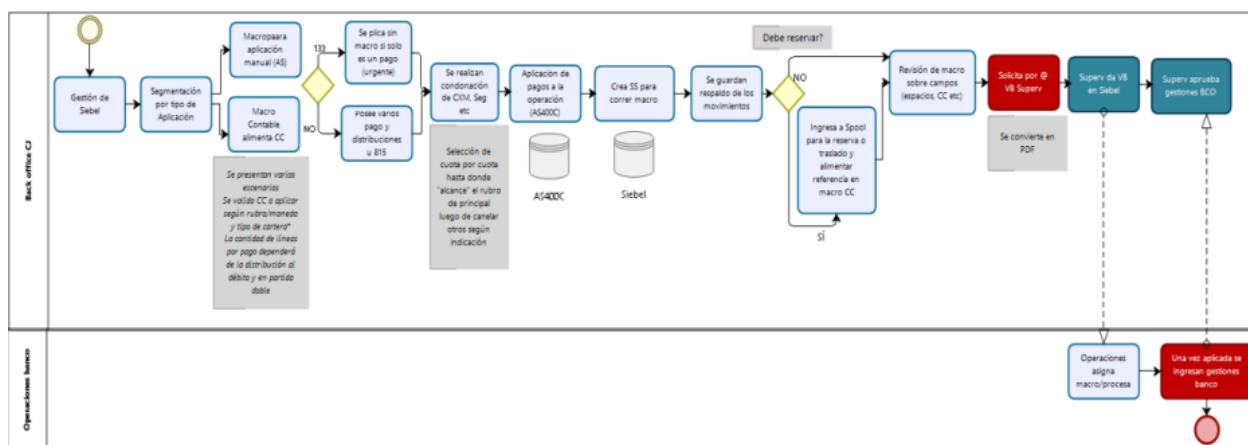 Back office CJ
Gestión de
Siebel
Segmentación
por tipo de
Aplicación
Macropaara
aplicación
manual (AS)
Macro
Contable
alimenta CC
Se presentan varios
escenarios
Se valida CC a aplicar
según rubro/moneda
y tipo de cartera*
La cantidad de líneas
por pago dependerá
de la distribución al
débito y en partida
doble
133
NO
Se plica sin
macro si solo
es un pago
(urgente)
Posee varios
pago y
distribuciones
u 815
Se realizan
condonación
de CXM, Seg
etc
Selección de
cuota por cuota
hasta donde
"alcance" el rubro
de principal
luego de canelar
otros según
indicación
Aplicación de
pagos a la
operación
(AS400C)
AS400C
Crea SS para
correr macro
Siebel
Se guardan
respaldo de los
movimientos
Debe reservar?
NO
SÍ
Ingresa a Spool
para la reserva o
traslado y
alimentar
referencia en
macro CC
Revisión de
macro sobre
campos
(espacios, CC etc)
Solicita por @
VB Superv
Se convierte en
PDF
Superv da VB
en Siebel
Superv aprueba
gestiones BCO
Operaciones banco
Operaciones
asigna
macro/procesa
Una vez aplicada se
ingresan gestiones
banco